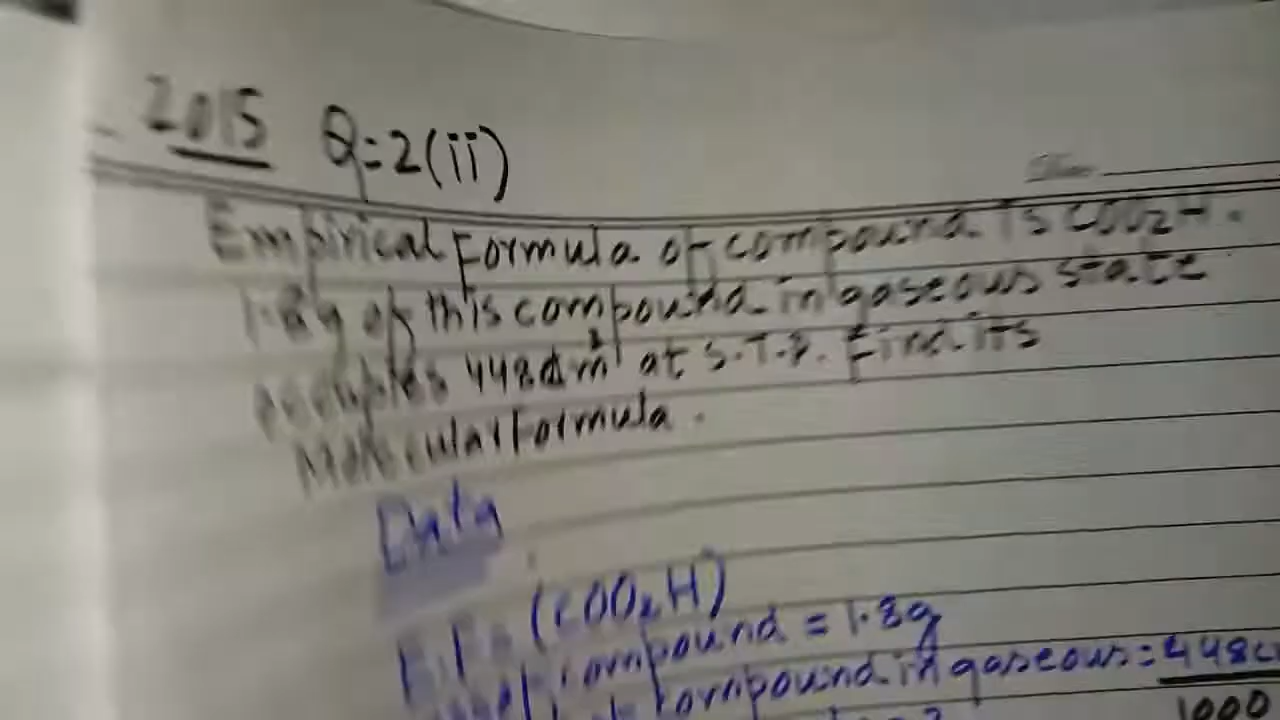 2015 Q=2(ii)
Empirical Formula of compound is COO2H.
1.8g of this compound in gaseous state
occupies 448dm³ at S.T.P. Find its
Molecular Formula.
Data
E.F = (COO2H)
compound = 1.8g
compound in gaseous = 448
1000